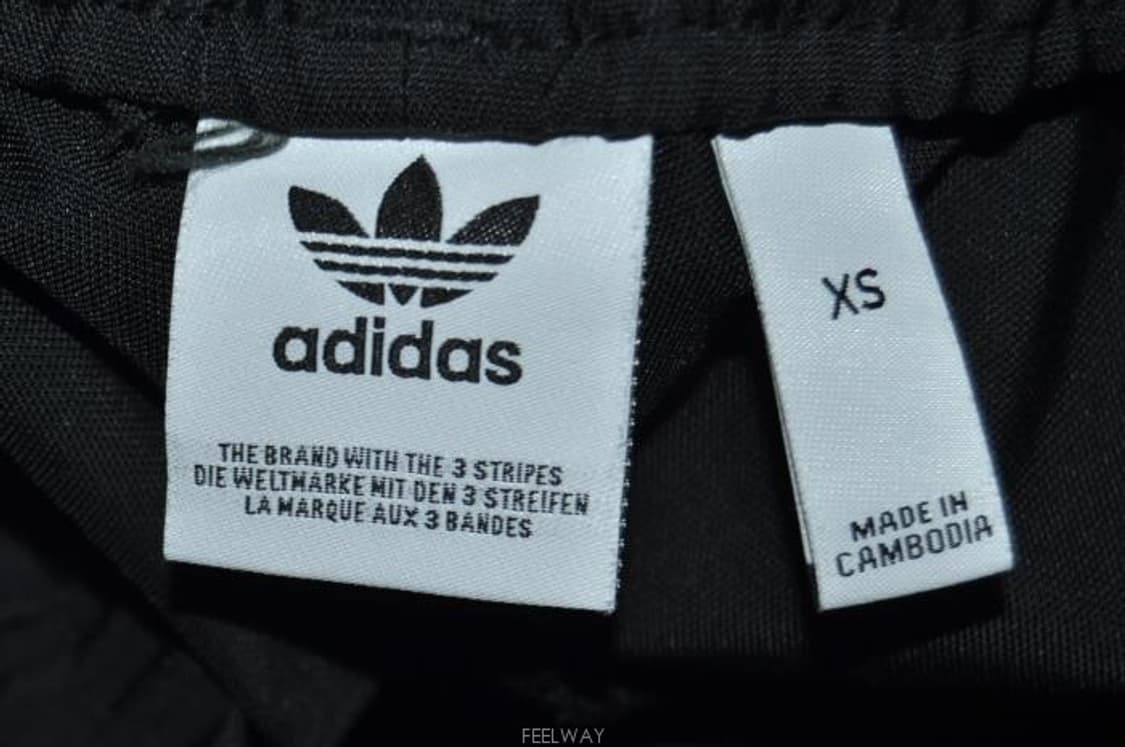 adidas
THE BRAND WITH THE 3 STRIPES
DIE WELTMARKE MIT DEN 3 STREIFEN
LA MARQUE AUX 3 BANDES
XS
MADE IN
CAMBODIA
FEELWAY